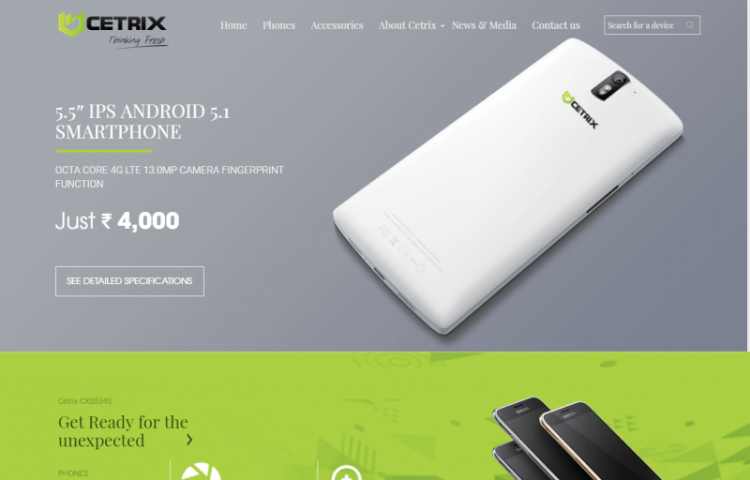 CETRIX
Thinking Fresh
Home Phones Accessories About Cetrix News & Media Contact us Search for a device
CETRIX
5.5″ IPS ANDROID 5.1
SMARTPHONE
OCTA CORE 4G LTE 13.0MP CAMERA FINGERPRINT
FUNCTION
Just ₹ 4,000
SEE DETAILED SPECIFICATIONS
Cetrix CXS534S
Get Ready for the
unexpected
PHONES